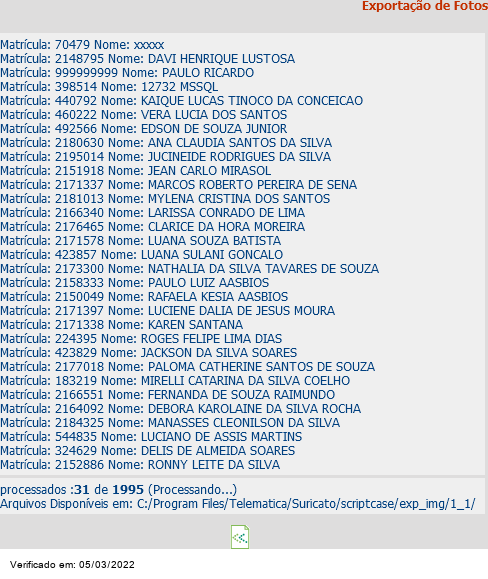 Exportação de Fotos
Matrícula: 70479 Nome: xxxxx
Matrícula: 2148795 Nome: DAVI HENRIQUE LUSTOSA
Matrícula: 999999999 Nome: PAULO RICARDO
Matrícula: 398514 Nome: 12732 MSSQL
Matrícula: 440792 Nome: KAIQUE LUCAS TINOCO DA CONCEICAO
Matrícula: 460222 Nome: VERA LUCIA DOS SANTOS
Matrícula: 492566 Nome: EDSON DE SOUZA JUNIOR
Matrícula: 2180630 Nome: ANA CLAUDIA SANTOS DA SILVA
Matrícula: 2195014 Nome: JUCINEIDE RODRIGUES DA SILVA
Matrícula: 2151918 Nome: JEAN CARLO MIRASOL
Matrícula: 2171337 Nome: MARCOS ROBERTO PEREIRA DE SENA
Matrícula: 2181013 Nome: MYLENA CRISTINA DOS SANTOS
Matrícula: 2166340 Nome: LARISSA CONRADO DE LIMA
Matrícula: 2176465 Nome: CLARICE DA HORA MOREIRA
Matrícula: 2171578 Nome: LUANA SOUZA BATISTA
Matrícula: 423857 Nome: LUANA SULANI GONCALO
Matrícula: 2173300 Nome: NATHALIA DA SILVA TAVARES DE SOUZA
Matrícula: 2158333 Nome: PAULO LUIZ AASBIOS
Matrícula: 2150049 Nome: RAFAELA KESIA AASBIOS
Matrícula: 2171397 Nome: LUCIENE DALIA DE JESUS MOURA
Matrícula: 2171338 Nome: KAREN SANTANA
Matrícula: 224395 Nome: ROGES FELIPE LIMA DIAS
Matrícula: 423829 Nome: JACKSON DA SILVA SOARES
Matrícula: 2177018 Nome: PALOMA CATHERINE SANTOS DE SOUZA
Matrícula: 183219 Nome: MIRELLI CATARINA DA SILVA COELHO
Matrícula: 2166551 Nome: FERNANDA DE SOUZA RAIMUNDO
Matrícula: 2164092 Nome: DEBORA KAROLAINE DA SILVA ROCHA
Matrícula: 2184325 Nome: MANASSES CLEONILSON DA SILVA
Matrícula: 544835 Nome: LUCIANO DE ASSIS MARTINS
Matrícula: 324629 Nome: DELIS DE ALMEIDA SOARES
Matrícula: 2152886 Nome: RONNY LEITE DA SILVA
processados :31 de 1995 (Processando...)
Arquivos Disponíveis em: C:/Program Files/Telematica/Suricato/scriptcase/exp_img/1_1/
Verificado em: 05/03/2022